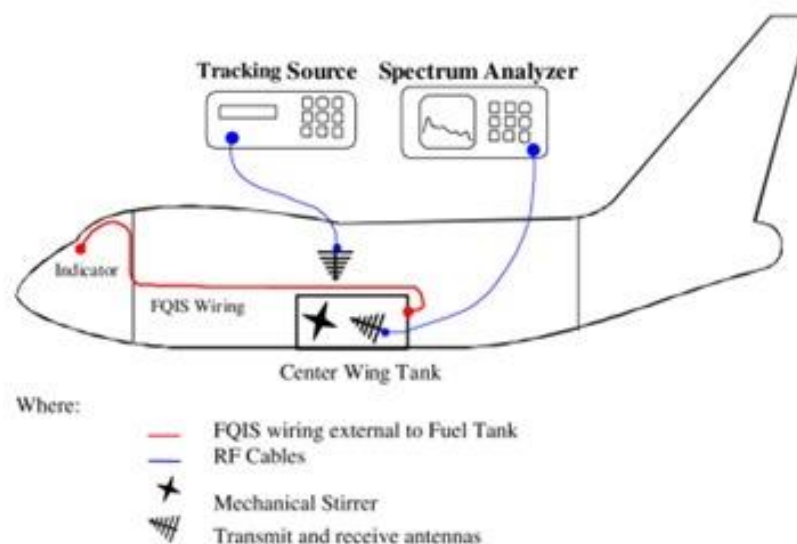 Tracking Source
Spectrum Analyzer
Indicator
FQIS Wiring
Center Wing Tank
Where:
FQIS wiring external to Fuel Tank
RF Cables
Mechanical Stirrer
Transmit and receive antennas